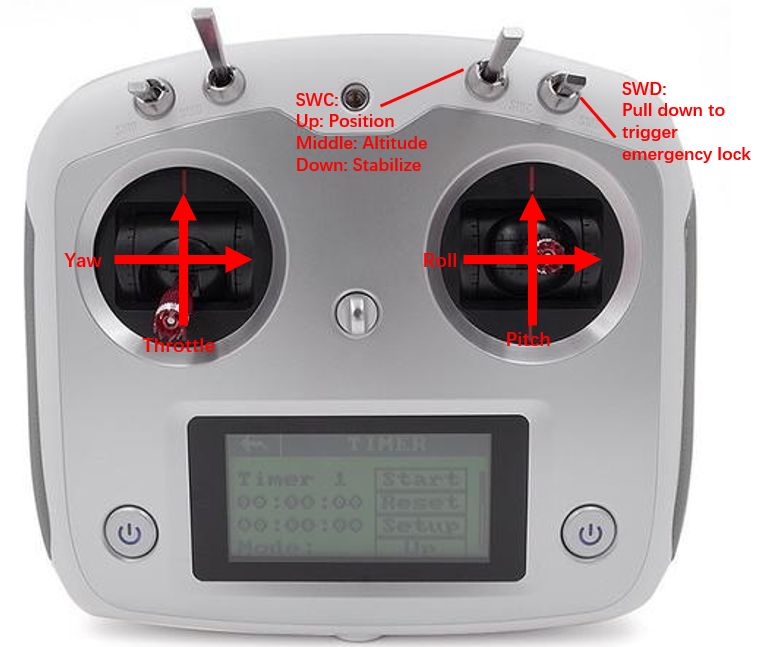 SWC:
Up: Position
Middle: Altitude
Down: Stabilize
SWD:
Pull down to
trigger
emergency lock
Yaw
Throttle
Roll
Pitch
TIMER
Timer 1 Start
00:00:00 Reset
00:00:00 Setup
Mode: Up